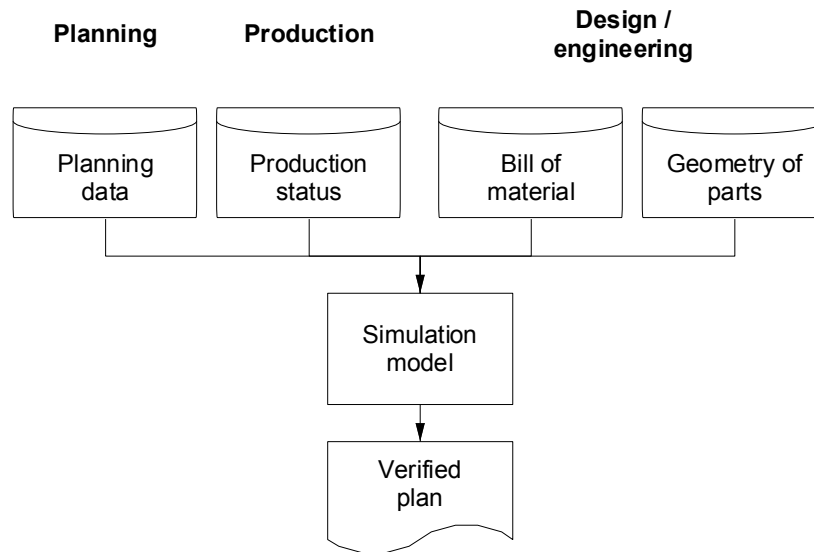 Planning
Production
Design /
engineering
Planning
data
Production
status
Bill of
material
Geometry of
parts
Simulation
model
Verified
plan